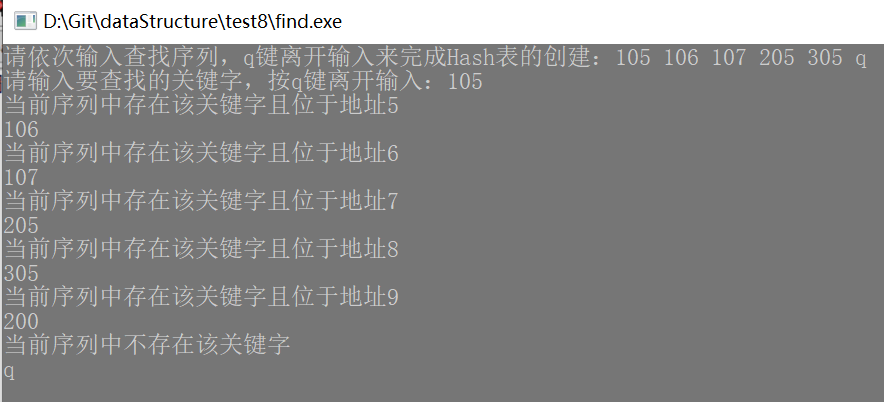 D:\Git\dataStructure\test8\find.exe
请依次输入查找序列，q键离开输入来完成Hash表的创建：105 106 107 205 305 q
请输入要查找的关键字，按q键离开输入：105
当前序列中存在该关键字且位于地址5
106
当前序列中存在该关键字且位于地址6
107
当前序列中存在该关键字且位于地址7
205
当前序列中存在该关键字且位于地址8
305
当前序列中存在该关键字且位于地址9
200
当前序列中不存在该关键字
q